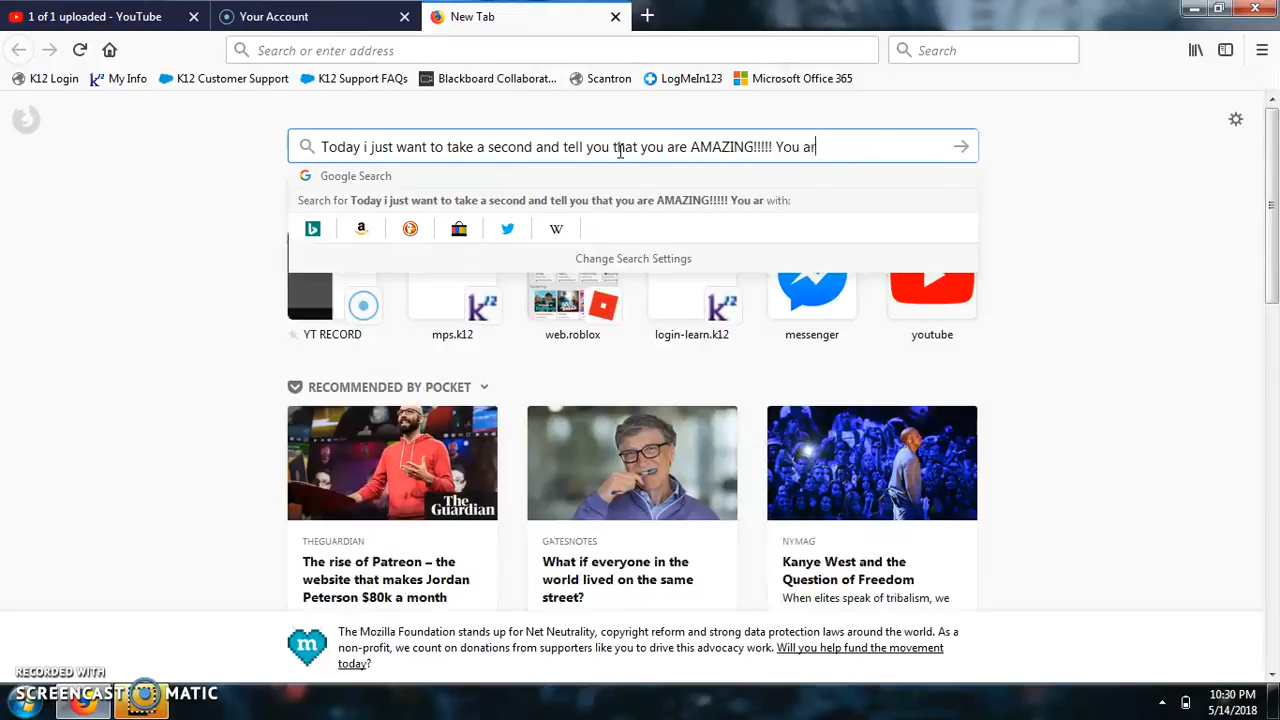 1 of 1 uploaded - YouTube
Your Account
New Tab
Search or enter address
Search
K12 Login
My Info
K12 Customer Support
K12 Support FAQs
Blackboard Collaborat...
Scantron
LogMeIn123
Microsoft Office 365
Today i just want to take a second and tell you that you are AMAZING!!!!! You ar
Google Search
Search for Today i just want to take a second and tell you that you are AMAZING!!!!! You ar with:
Change Search Settings
YT RECORD
mps.k12
web.roblox
login-learn.k12
messenger
youtube
RECOMMENDED BY POCKET
The
Guardian
THEGUARDIAN
The rise of Patreon – the
website that makes Jordan
Peterson $80k a month
GATESNOTES
What if everyone in the
world lived on the same
street?
NYMAG
Kanye West and the
Question of Freedom
When elites speak of tribalism, we
The Mozilla Foundation stands up for Net Neutrality, copyright reform and strong data protection laws around the world. As a
non-profit, we count on donations from supporters like you to drive this advocacy work. Will you help fund the movement
today?
RECORDED WITH
SCREENCAST MATIC
10:30 PM
5/14/2018